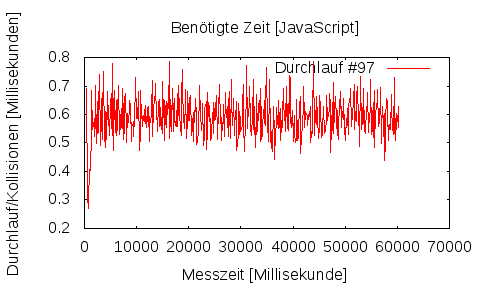 Benötigte Zeit [JavaScript]
Durchlauf/Kollisionen [Millisekunden]
0.8
0.7
0.6
0.5
0.4
0.3
0.2
Durchlauf #97
0 10000 20000 30000 40000 50000 60000 70000
Messzeit [Millisekunde]